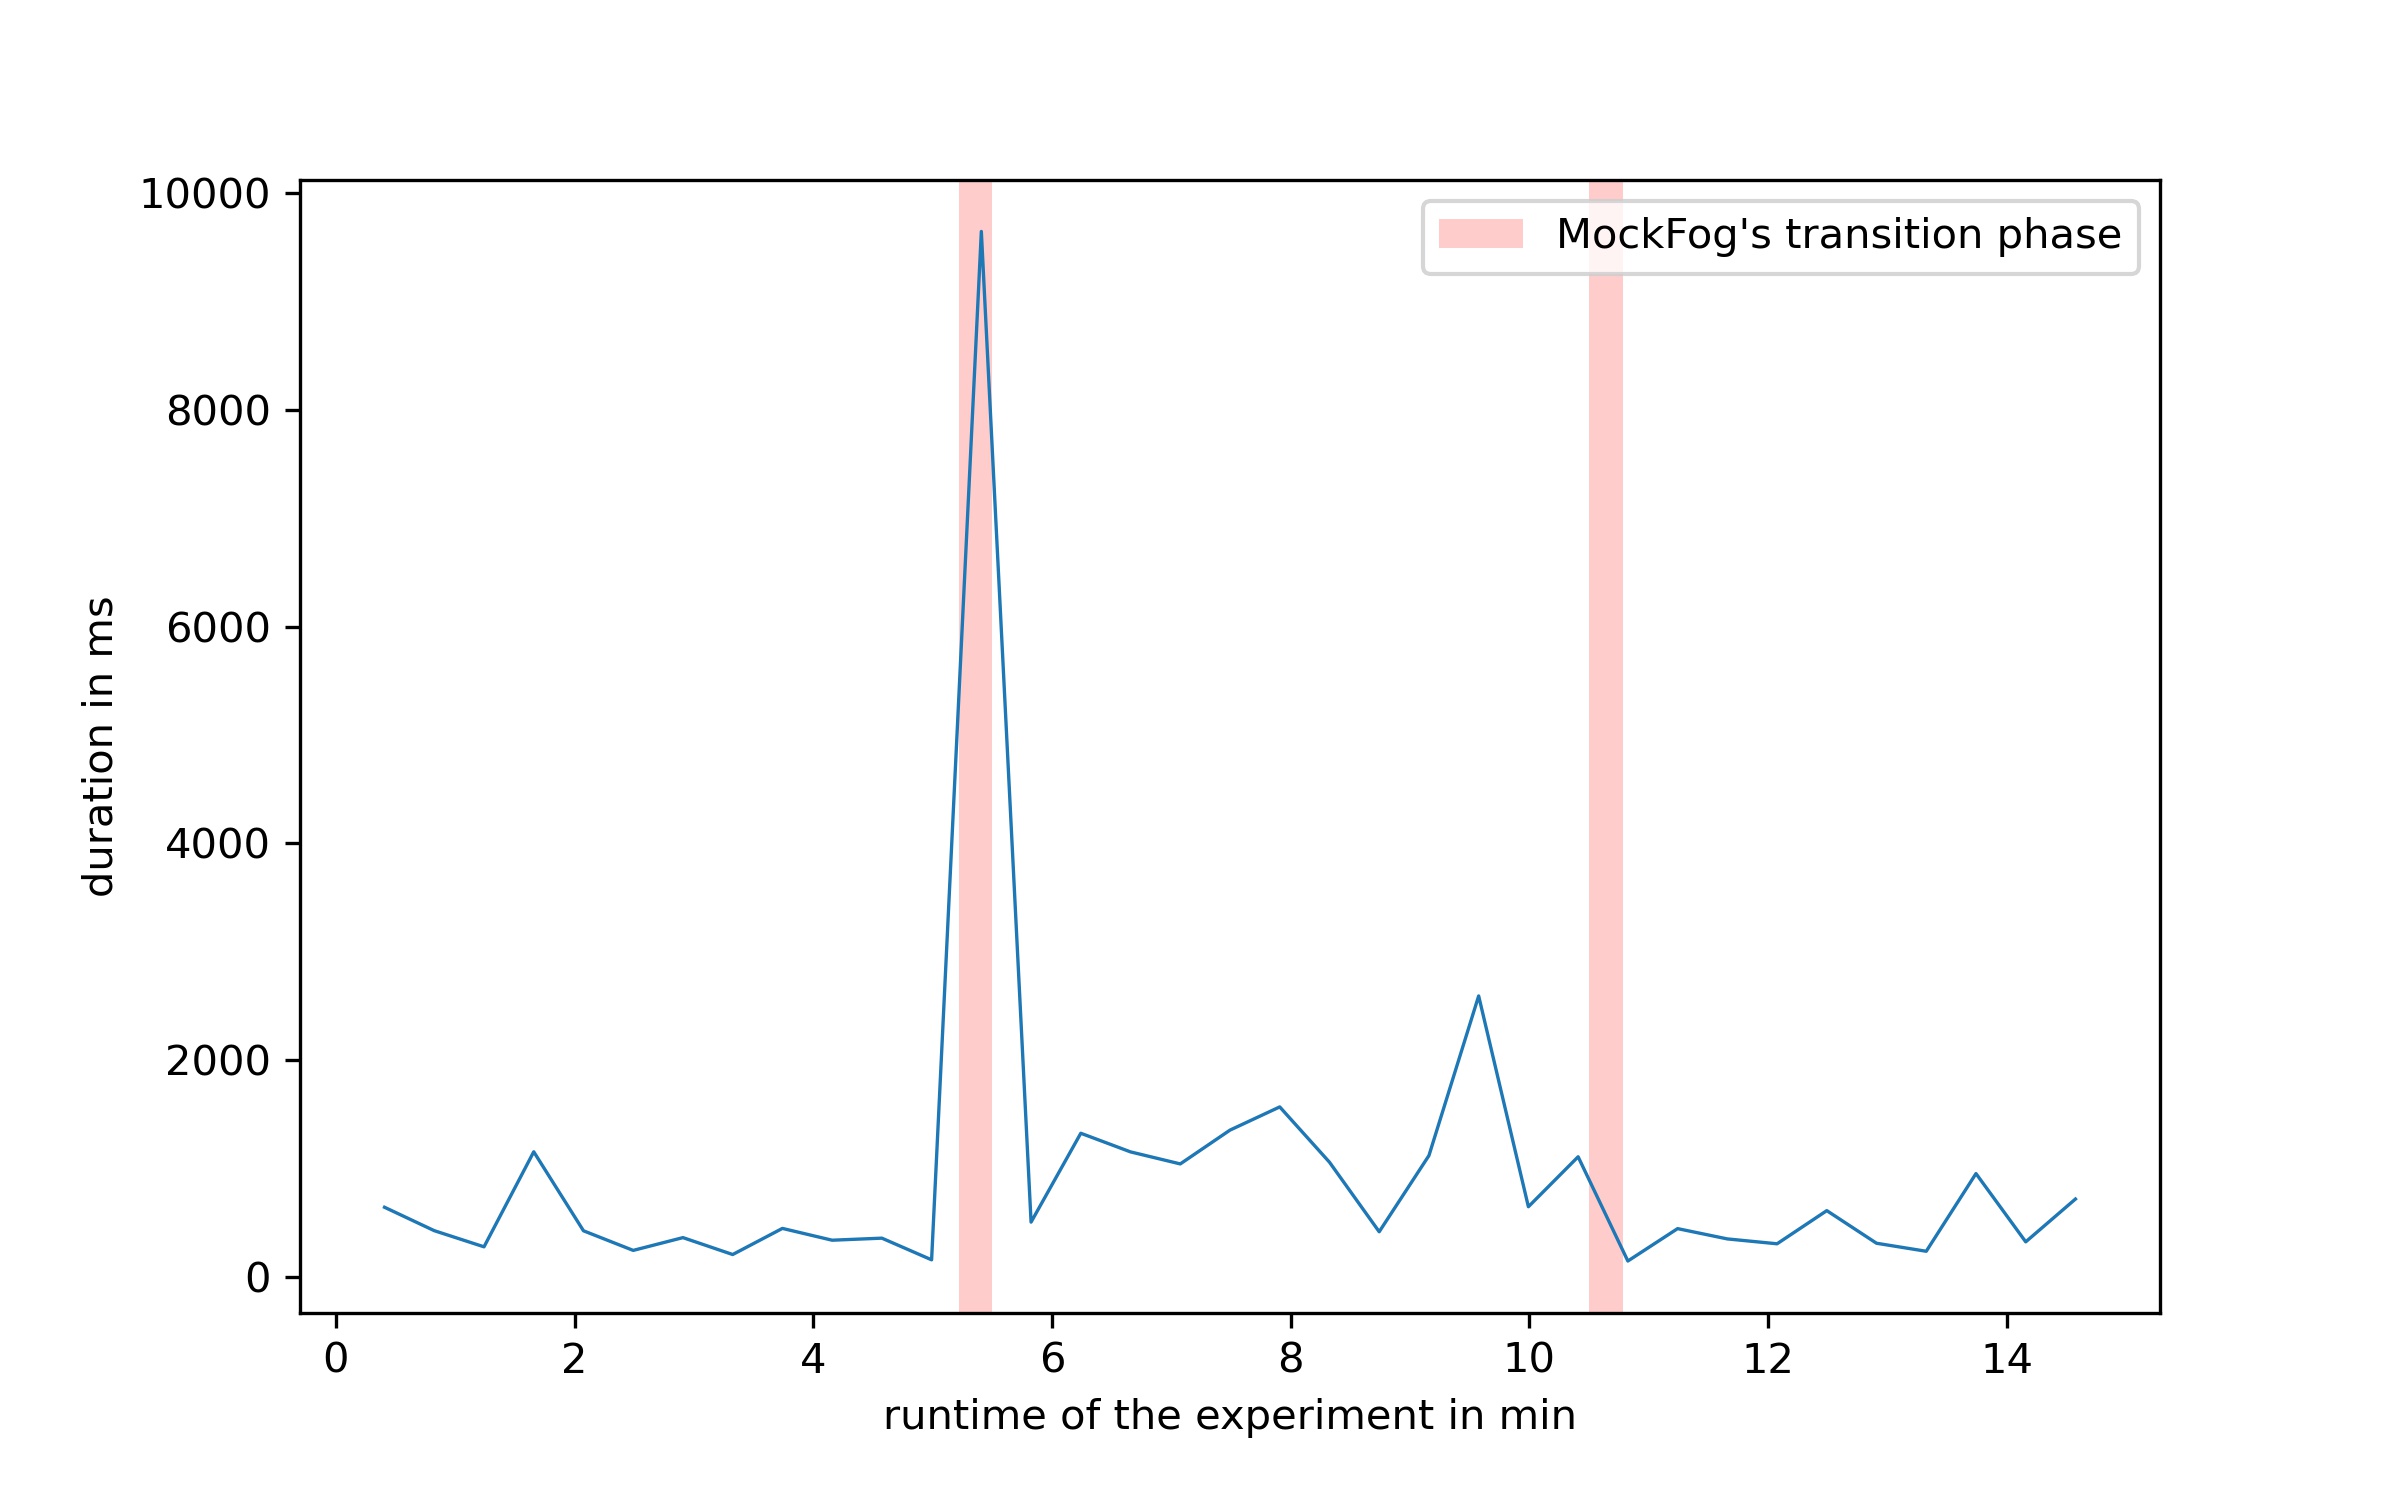 MockFog's transition phase
10000
8000
6000
4000
2000
0
duration in ms
0 2 4 6 8 10 12 14
runtime of the experiment in min